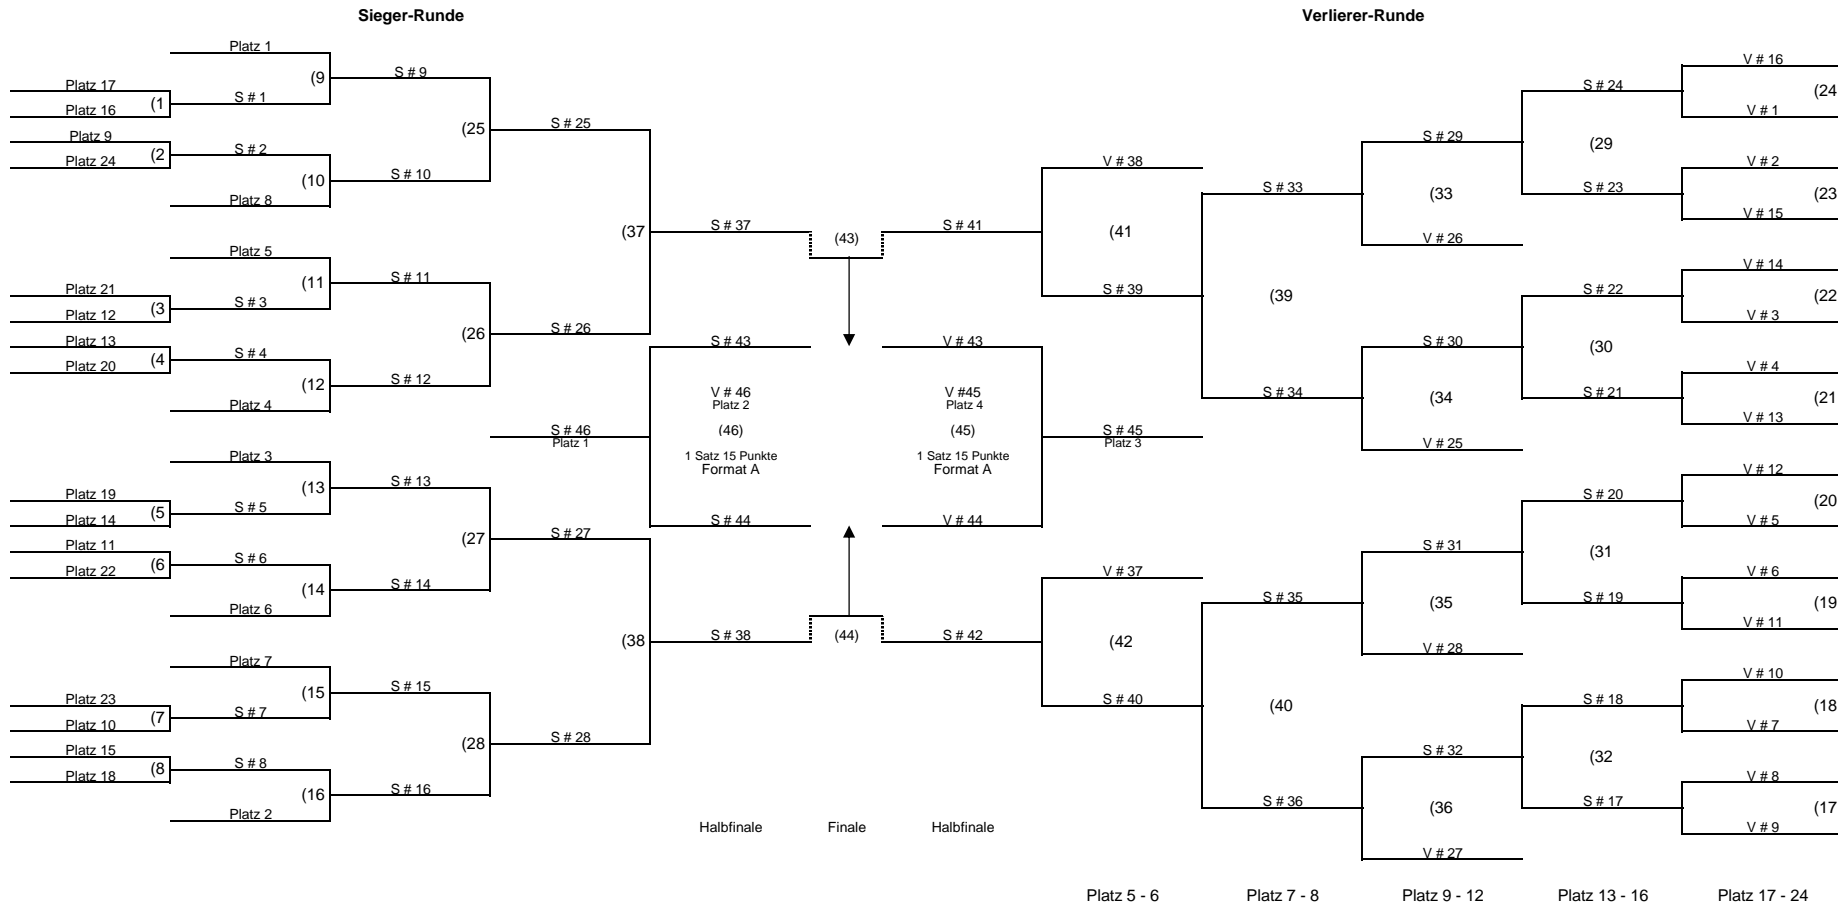 Sieger-Runde
Verlierer-Runde
Platz 1
Platz 17
Platz 16
Platz 9
Platz 24
Platz 8
Platz 5
Platz 21
Platz 12
Platz 13
Platz 20
Platz 4
Platz 3
Platz 19
Platz 14
Platz 11
Platz 22
Platz 6
Platz 7
Platz 23
Platz 10
Platz 15
Platz 18
Platz 2
(1
(2
(3
(4
(5
(6
(7
(8
S # 1
S # 2
S # 3
S # 4
S # 5
S # 6
S # 7
S # 8
(9
(10
(11
(12
(13
(14
(15
(16
S # 9
S # 10
S # 11
S # 12
S # 13
S # 14
S # 15
S # 16
(25
(26
(27
(28
S # 25
S # 26
S # 46
Platz 1
S # 27
S # 28
(37
(38
S # 37
S # 43
V # 46
Platz 2
(46)
1 Satz 15 Punkte
Format A
S # 44
S # 38
Halbfinale
(43)
(44)
Finale
S # 41
V # 43
V #45
Platz 4
(45)
1 Satz 15 Punkte
Format A
V # 44
S # 42
Halbfinale
V # 38
(41
S # 39
S # 45
Platz 3
V # 37
(42
S # 40
Platz 5 - 6
S # 33
(39
S # 34
S # 35
(40
S # 36
Platz 7 - 8
S # 29
(33
V # 26
S # 30
(34
V # 25
S # 31
(35
V # 28
S # 32
(36
V # 27
Platz 9 - 12
S # 24
(29
S # 23
S # 22
(30
S # 21
S # 20
(31
S # 19
S # 18
(32
S # 17
Platz 13 - 16
V # 16
(24
V # 1
V # 2
(23
V # 15
V # 14
(22
V # 3
V # 4
(21
V # 13
V # 12
(20
V # 5
V # 6
(19
V # 11
V # 10
(18
V # 7
V # 8
(17
V # 9
Platz 17 - 24